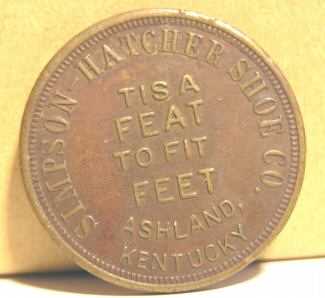 SIMPSON-HATCHER SHOE CO.
TIS A
FEAT
TO FIT
FEET
ASHLAND,
KENTUCKY